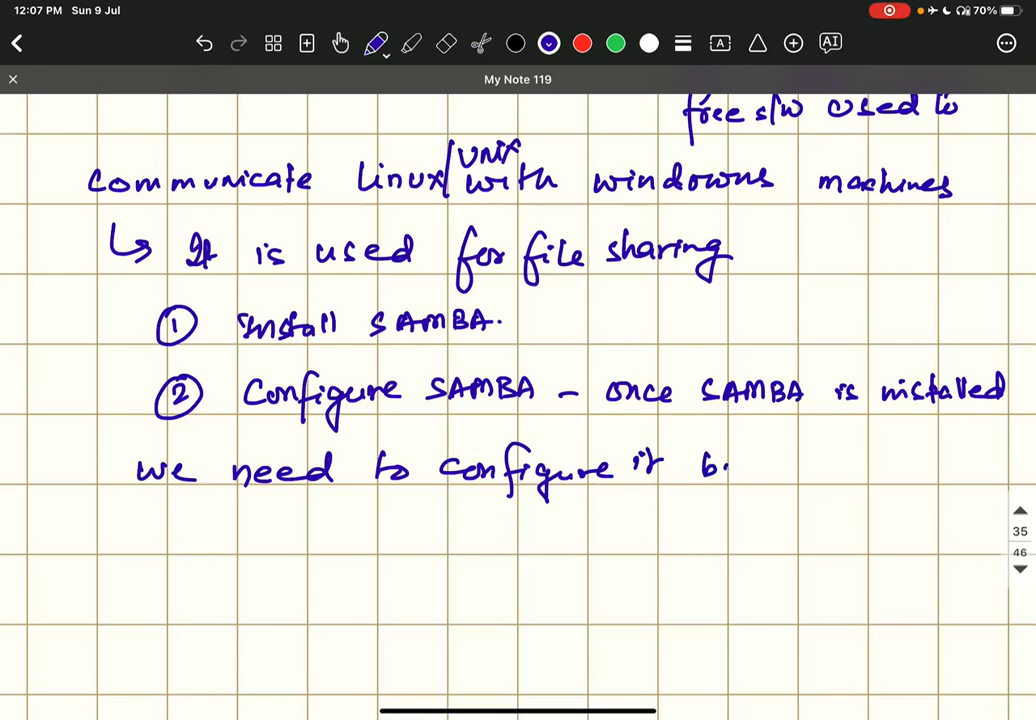 12:07 PM Sun 9 Jul
70%
A
AI
My Note 119
free s/w used to
communicate Linux/UNIX with windowns machines
↳ It is used for file sharing
① Install SAMBA.
② Configure SAMBA - once SAMBA is installed
we need to configure it b
35
46